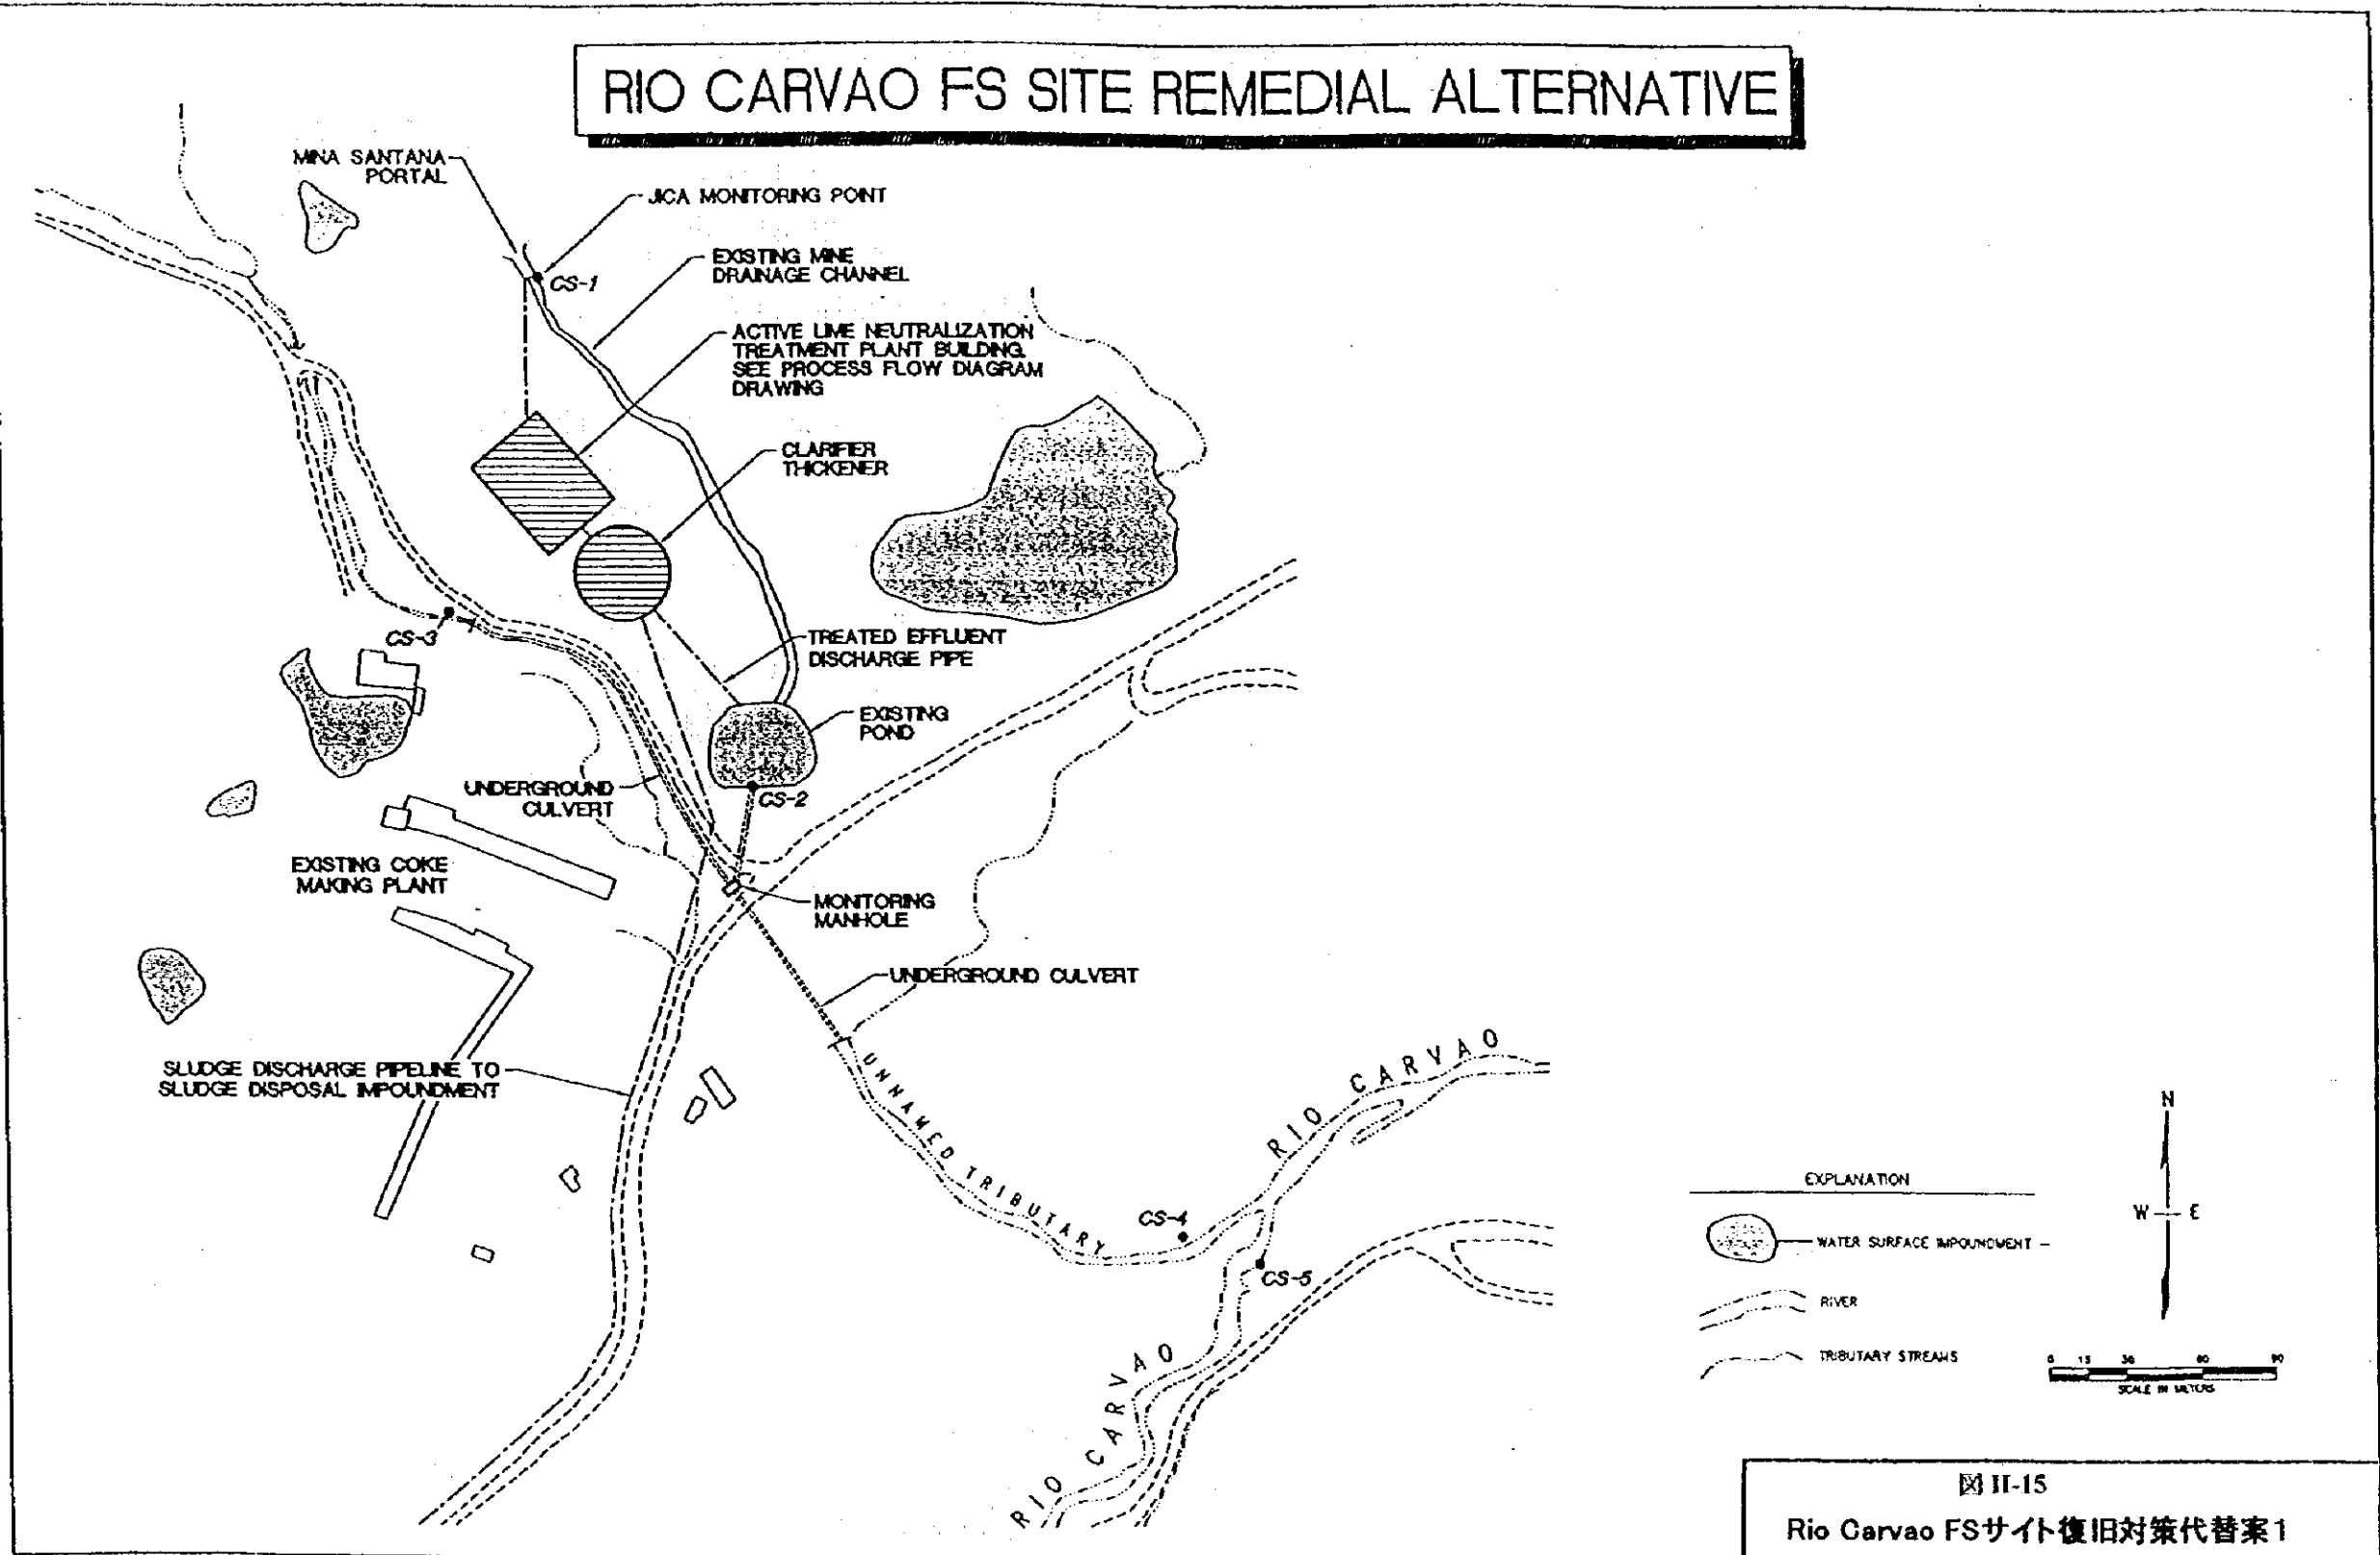 RIO CARVAO FS SITE REMEDIAL ALTERNATIVE
MINA SANTANA
PORTAL
JICA MONITORING POINT
CS-1
EXISTING MINE
DRAINAGE CHANNEL
ACTIVE LIME NEUTRALIZATION
TREATMENT PLANT BUILDING.
SEE PROCESS FLOW DIAGRAM
DRAWING
CLARIFIER
THICKENER
CS-3
TREATED EFFLUENT
DISCHARGE PIPE
EXISTING
POND
UNDERGROUND
CULVERT
CS-2
EXISTING COKE
MAKING PLANT
MONITORING
MANHOLE
UNDERGROUND CULVERT
SLUDGE DISCHARGE PIPELINE TO
SLUDGE DISPOSAL IMPOUNDMENT
UNNAMED TRIBUTARY
RIO CARVAO
CS-4
CS-5
RIO CARVAO
EXPLANATION
WATER SURFACE IMPOUNDMENT
RIVER
TRIBUTARY STREAMS
N
W E
0 15 30 60 90
SCALE IN METERS
図 II-15
Rio Carvao FSサイト復旧対策代替案1